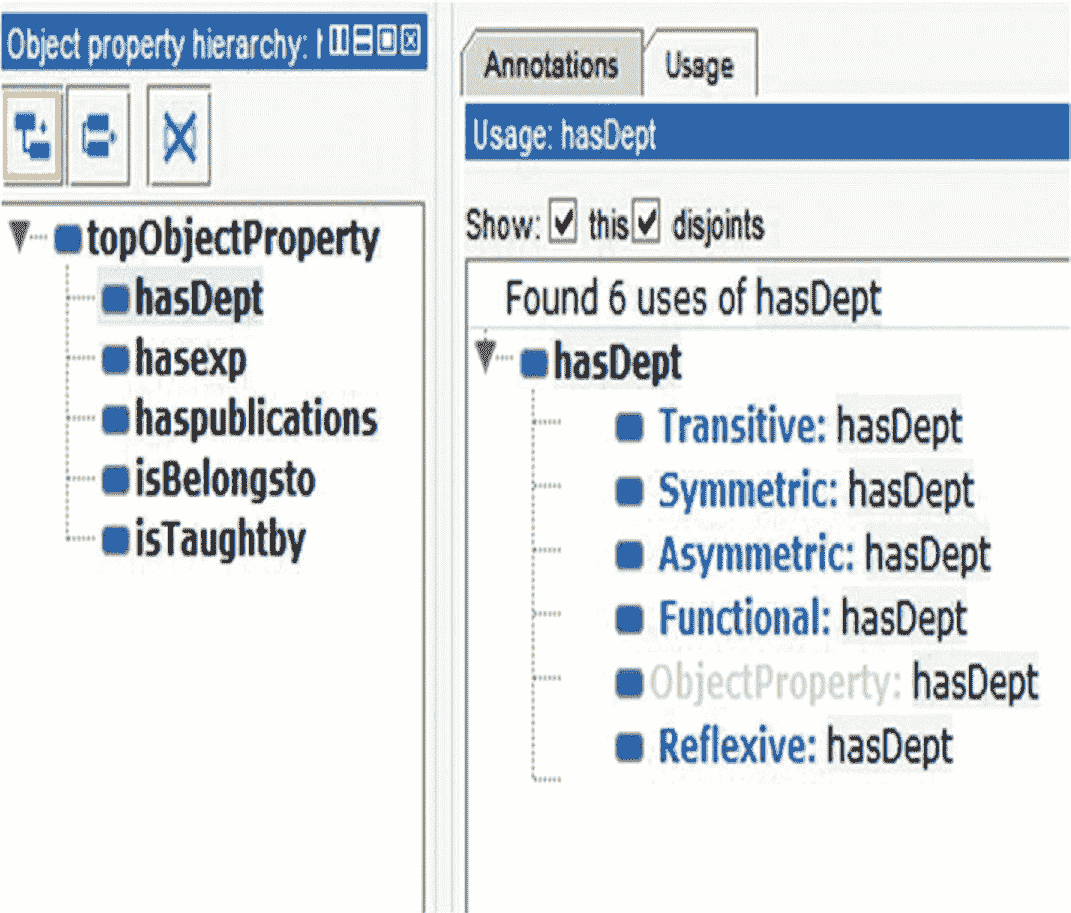 Object property hierarchy:
topObjectProperty
hasDept
hasexp
haspublications
isBelongsto
isTaughtby
Annotations Usage
Usage: hasDept
Show: this disjoints
Found 6 uses of hasDept
hasDept
Transitive: hasDept
Symmetric: hasDept
Asymmetric: hasDept
Functional: hasDept
ObjectProperty: hasDept
Reflexive: hasDept